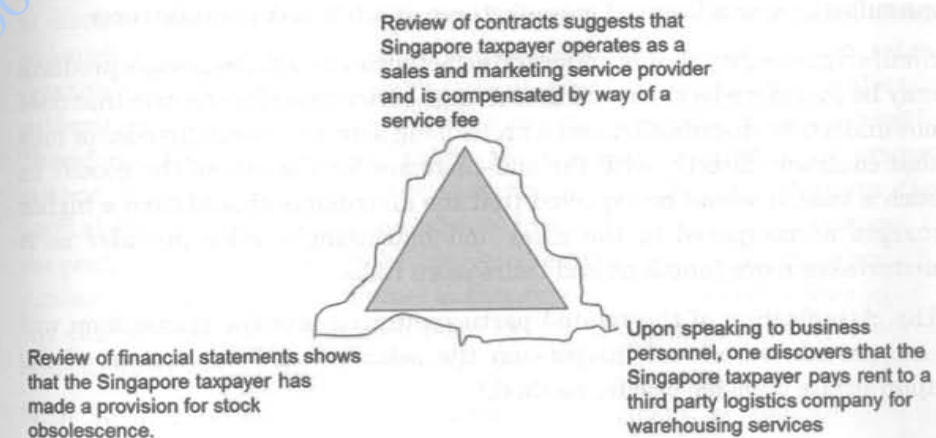 Review of contracts suggests that
Singapore taxpayer operates as a
sales and marketing service provider
and is compensated by way of a
service fee
Review of financial statements shows
that the Singapore taxpayer has
made a provision for stock
obsolescence.
Upon speaking to business
personnel, one discovers that the
Singapore taxpayer pays rent to a
third party logistics company for
warehousing services